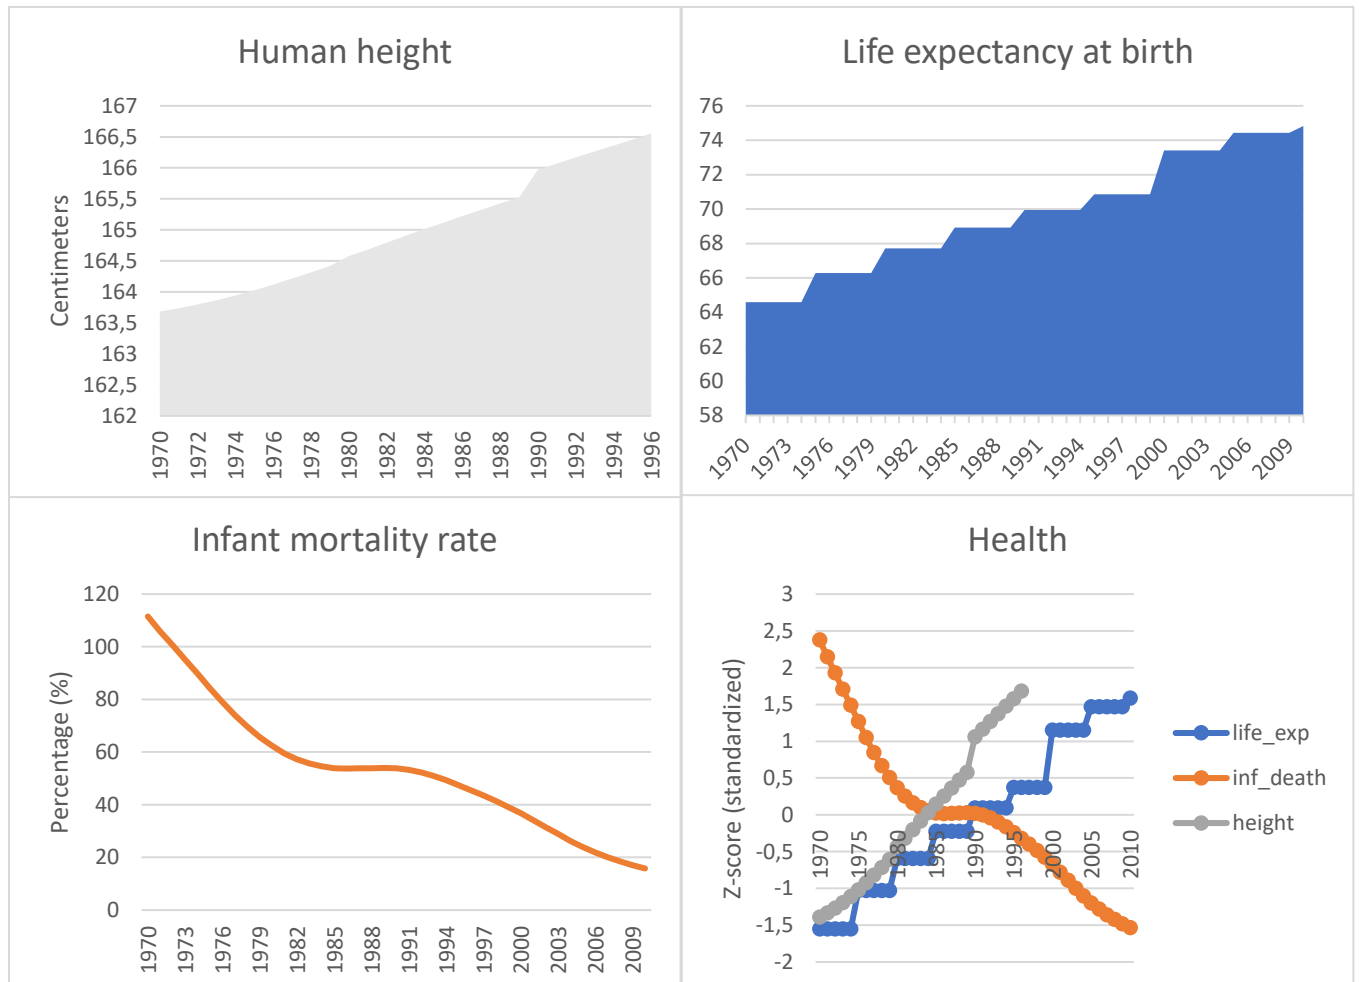 Human height
Centimeters
167
166,5
166
165,5
165
164,5
164
163,5
163
162,5
162
1970 1972 1974 1976 1978 1980 1982 1984 1986 1988 1990 1992 1994 1996
Life expectancy at birth
76
74
72
70
68
66
64
62
60
58
1970 1973 1976 1979 1982 1985 1988 1991 1994 1997 2000 2003 2006 2009
Infant mortality rate
Percentage (%)
120
100
80
60
40
20
0
1970 1973 1976 1979 1982 1985 1988 1991 1994 1997 2000 2003 2006 2009
Health
Z-score (standardized)
3
2,5
2
1,5
1
0,5
0
-0,5
-1
-1,5
-2
1970 1975 1980 1985 1990 1995 2000 2005 2010
life_exp
inf_death
height